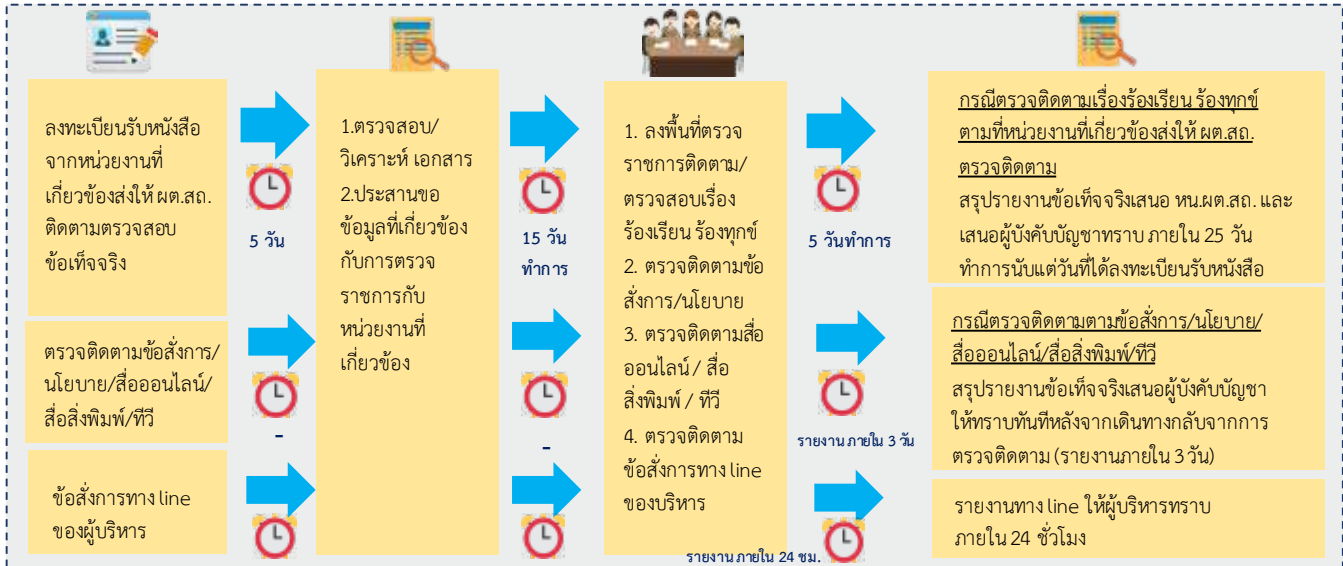 ลงทะเบียนรับหนังสือ
จากหน่วยงานที่
เกี่ยวข้องส่งให้ ผต.สถ.
ติดตามตรวจสอบ
ข้อเท็จจริง
5 วัน
ตรวจติดตามข้อสั่งการ/
นโยบาย/สื่อออนไลน์/
สื่อสิ่งพิมพ์/ทีวี
-
ข้อสั่งการทาง line
ของผู้บริหาร
1.ตรวจสอบ/
วิเคราะห์ เอกสาร
2.ประสานขอ
ข้อมูลที่เกี่ยวข้อง
กับการตรวจ
ราชการกับ
หน่วยงานที่
เกี่ยวข้อง
15 วัน
ทำการ
-
1. ลงพื้นที่ตรวจ
ราชการติดตาม/
ตรวจสอบเรื่อง
ร้องเรียน ร้องทุกข์
2. ตรวจติดตามข้อ
สั่งการ/นโยบาย
3. ตรวจติดตามสื่อ
ออนไลน์ / สื่อ
สิ่งพิมพ์ / ทีวี
4. ตรวจติดตาม
ข้อสั่งการทาง line
ของบริหาร
5 วันทำการ
รายงาน ภายใน 3 วัน
รายงาน ภายใน 24 ชม.
กรณีตรวจติดตามเรื่องร้องเรียน ร้องทุกข์
ตามที่หน่วยงานที่เกี่ยวข้องส่งให้ ผต.สถ.
ตรวจติดตาม
สรุปรายงานข้อเท็จจริงเสนอ หน.ผต.สถ. และ
เสนอผู้บังคับบัญชาทราบ ภายใน 25 วัน
ทำการนับแต่วันที่ได้ลงทะเบียนรับหนังสือ
กรณีตรวจติดตามตามข้อสั่งการ/นโยบาย/
สื่อออนไลน์/สื่อสิ่งพิมพ์/ทีวี
สรุปรายงานข้อเท็จจริงเสนอผู้บังคับบัญชา
ให้ทราบทันทีหลังจากเดินทางกลับจากการ
ตรวจติดตาม (รายงานภายใน 3 วัน)
รายงานทาง line ให้ผู้บริหารทราบ
ภายใน 24 ชั่วโมง